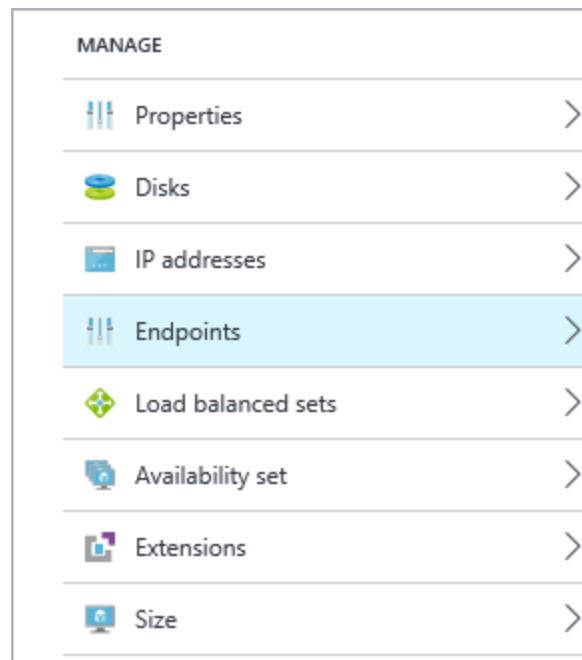 MANAGE
Properties
Disks
IP addresses
Endpoints
Load balanced sets
Availability set
Extensions
Size